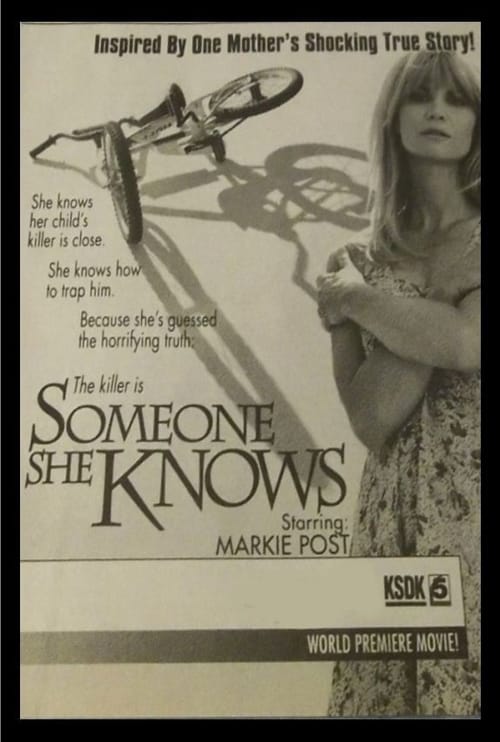 Inspired By One Mother's Shocking True Story!
She knows
her child's
killer is close.
She knows how
to trap him.
Because she's guessed
the horrifying truth:
The killer is
SOMEONE
SHE KNOWS
Starring:
MARKIE POST
KSDK 5
WORLD PREMIERE MOVIE!